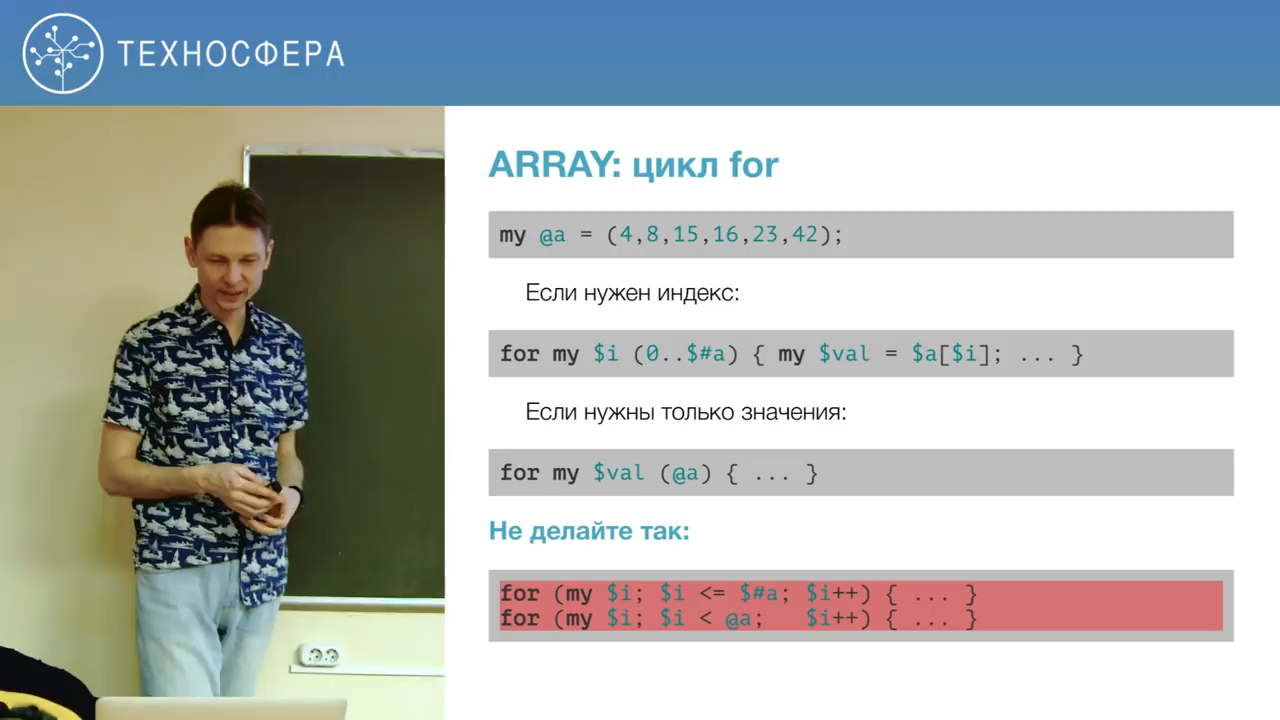 ТЕХНОСФЕРА
ARRAY: цикл for
my @a = (4,8,15,16,23,42);
Если нужен индекс:
for my $i (0..$#a) { my $val = $a[$i]; ... }
Если нужны только значения:
for my $val (@a) { ... }
Не делайте так:
for (my $i; $i <= $#a; $i++) { ... }
for (my $i; $i < @a;   $i++) { ... }